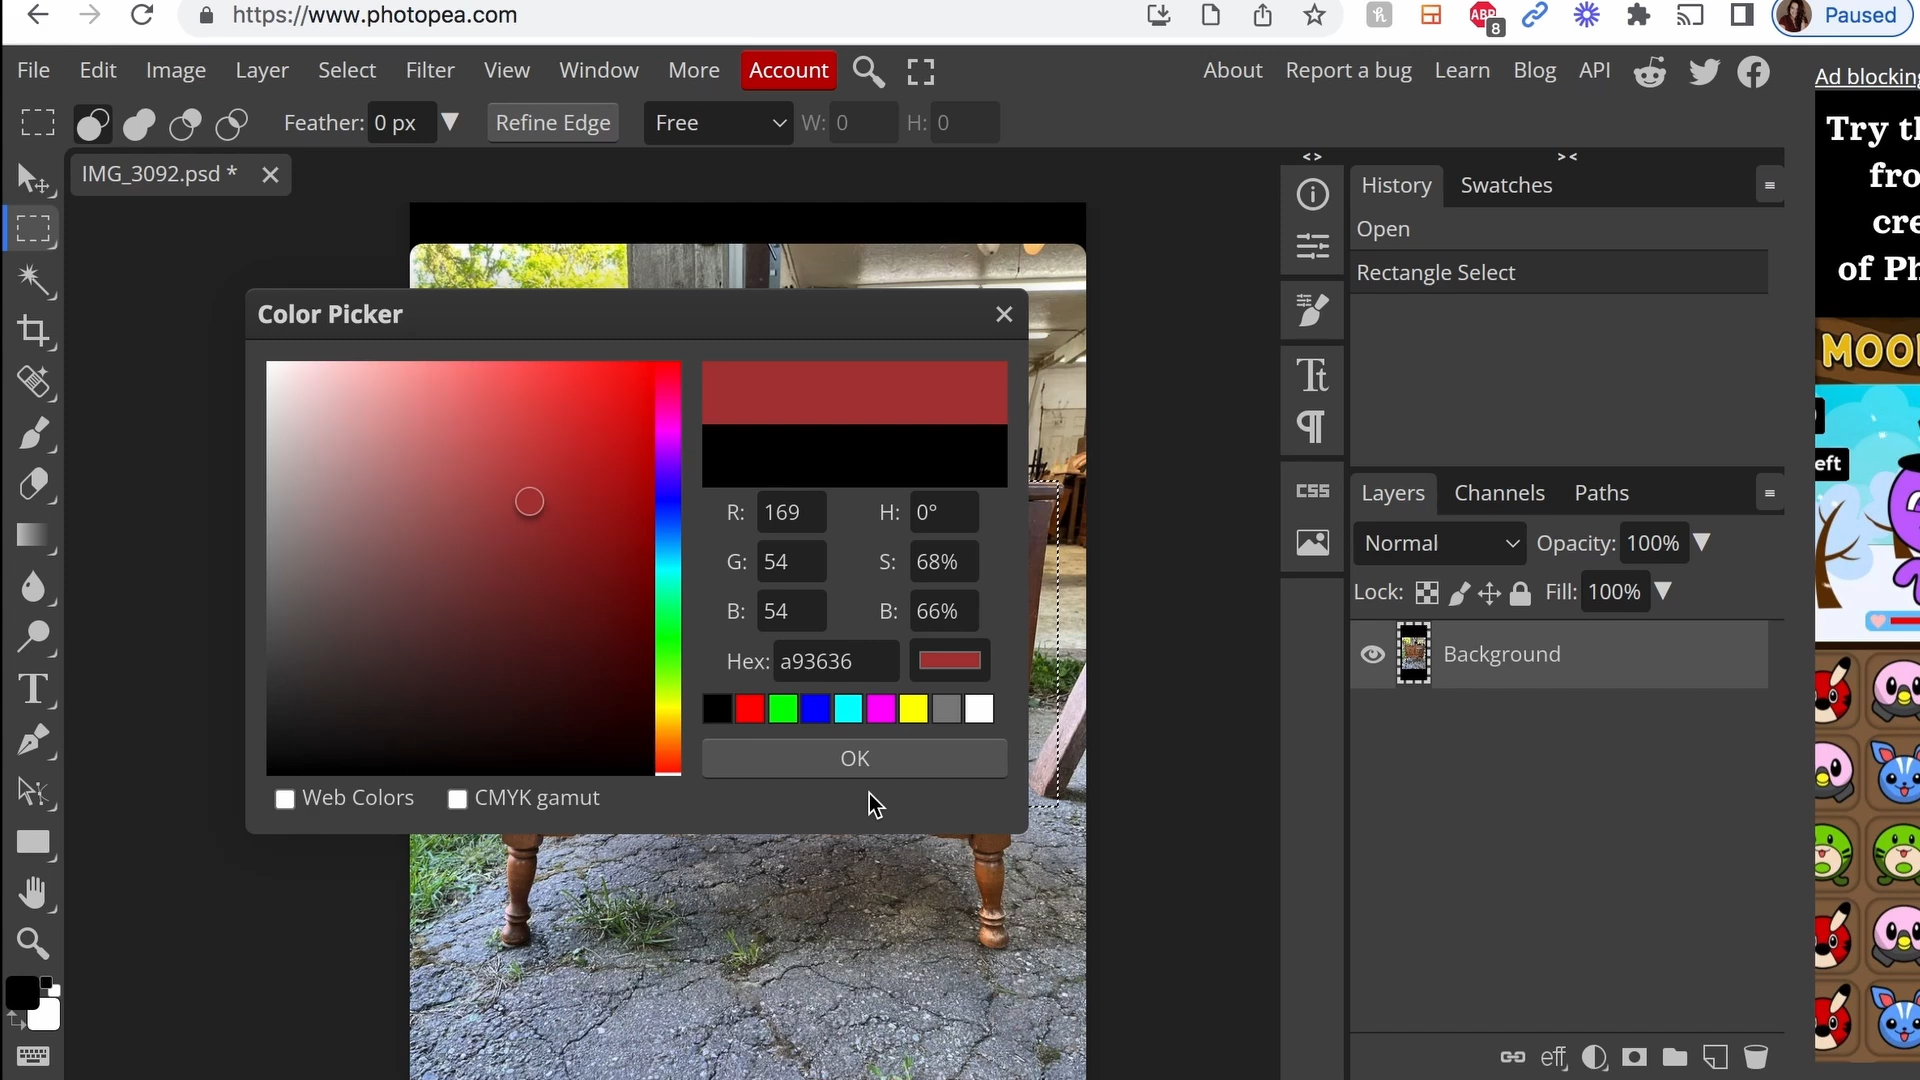 https://www.photopea.com
ABP
8
Paused
File Edit Image Layer Select Filter View Window More Account
About Report a bug Learn Blog API
Ad blocking
Feather: 0 px Refine Edge Free W: 0 H: 0
Try th
fro
cre
of Ph
IMG_3092.psd *
<> ><
History Swatches
Open
Rectangle Select
Color Picker
R: 169 H: 0°
G: 54 S: 68%
B: 54 B: 66%
Hex: a93636
OK
Web Colors CMYK gamut
CSS
Layers Channels Paths
Normal Opacity: 100%
Lock: Fill: 100%
Background
eff
MOO
eft